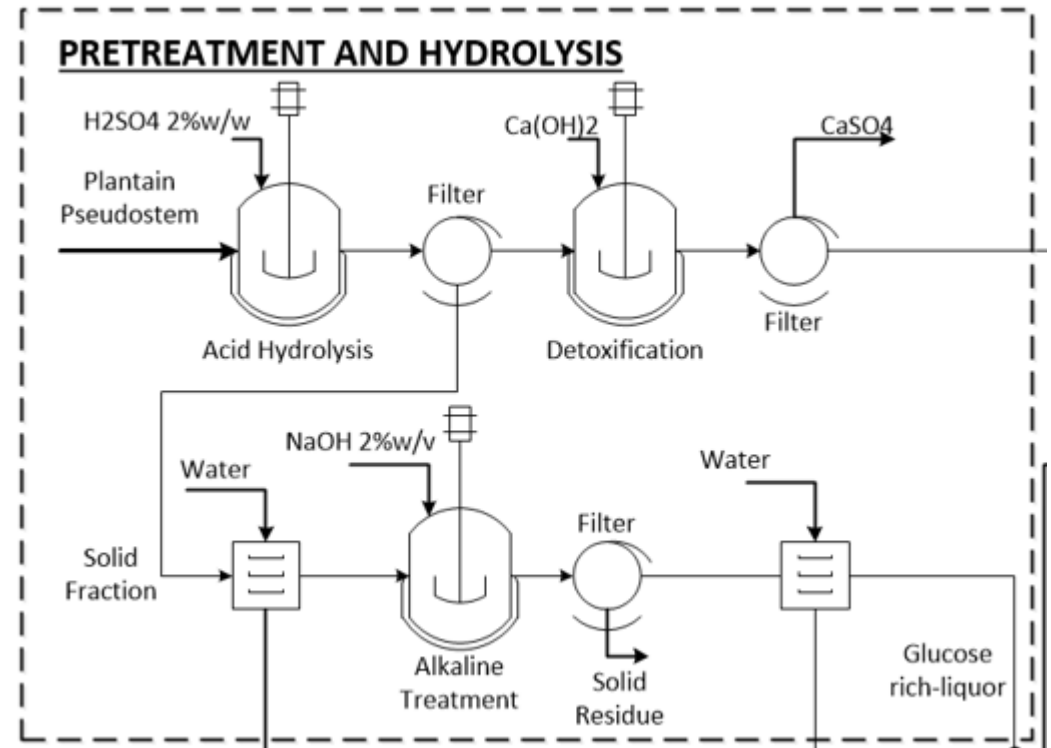 PRETREATMENT AND HYDROLYSIS
H2SO4 2%w/w
Ca(OH)2
CaSO4
Plantain
Pseudostem
Filter
Filter
Acid Hydrolysis
Detoxification
NaOH 2%w/v
Water
Water
Filter
Solid
Fraction
Alkaline
Treatment
Solid
Residue
Glucose
rich-liquor